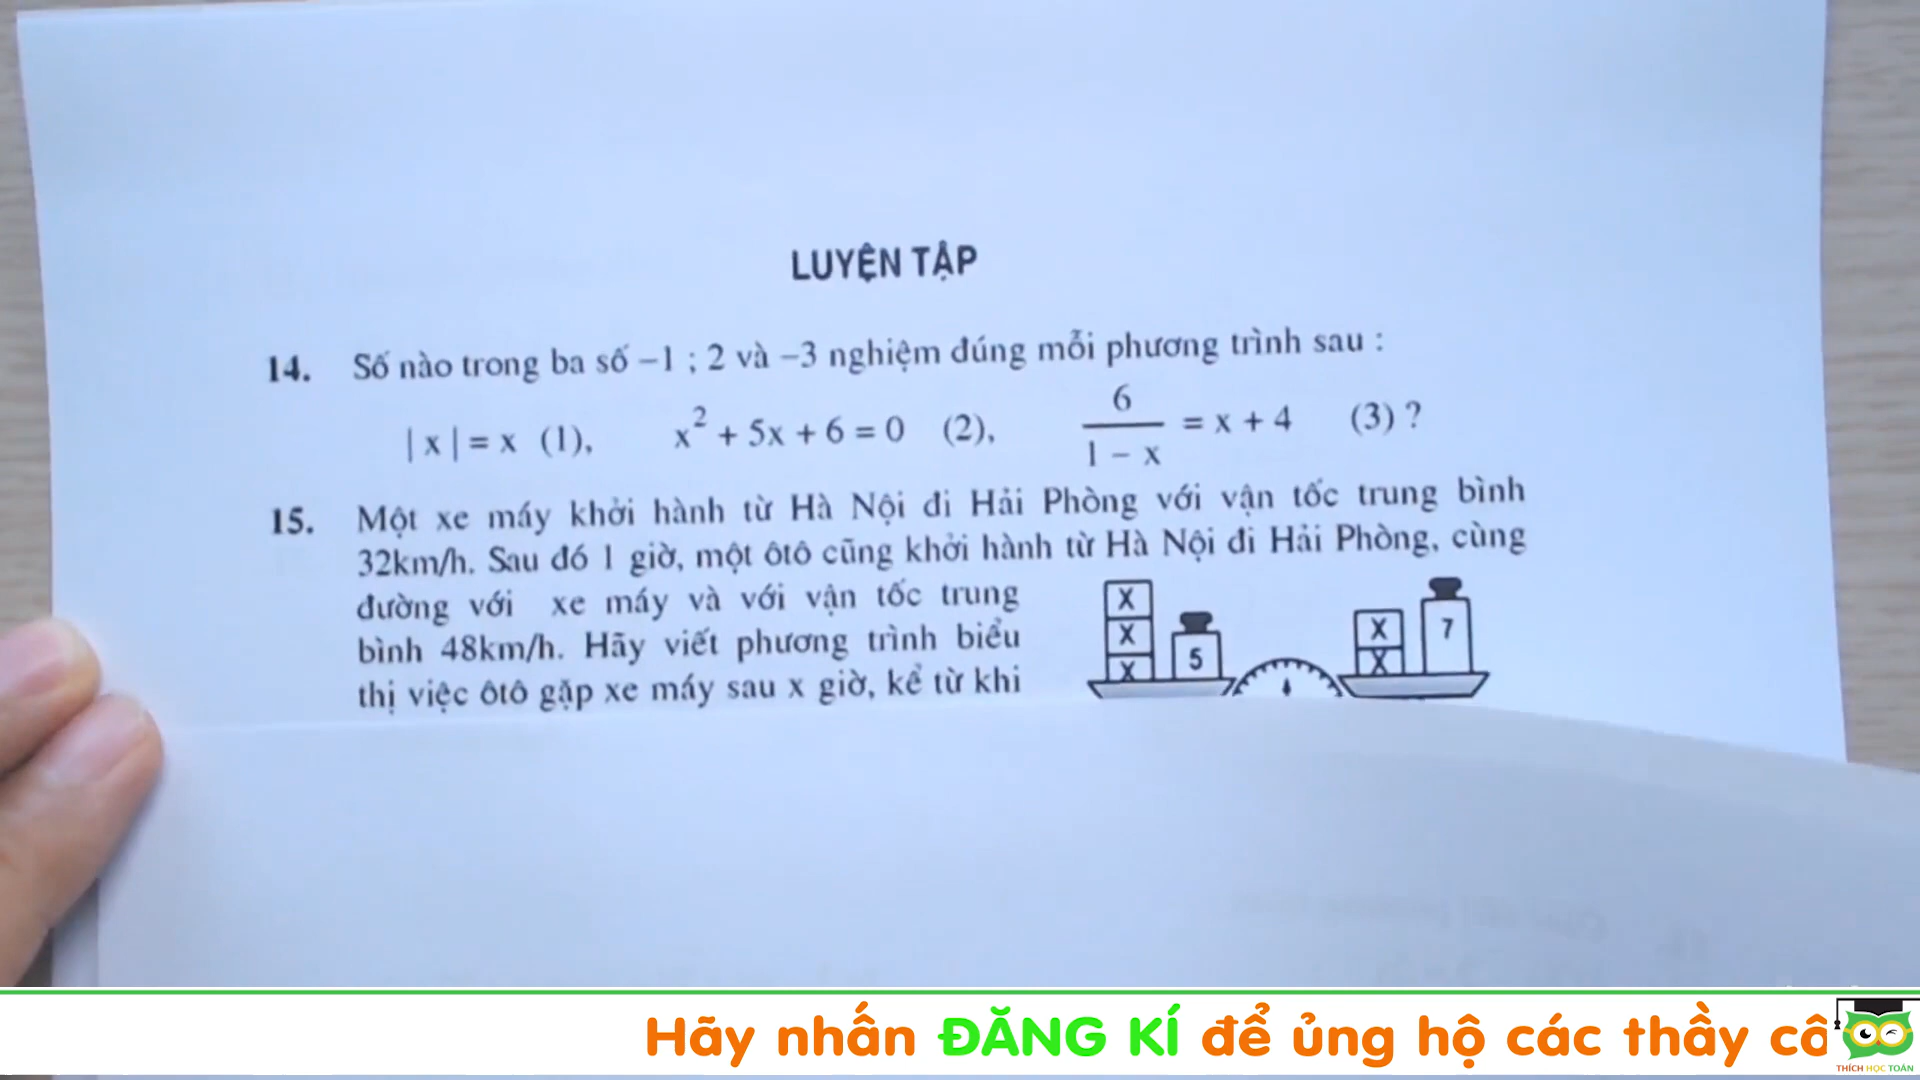 LUYỆN TẬP
14. Số nào trong ba số –1 ; 2 và –3 nghiệm đúng mỗi phương trình sau :
| x | = x (1), x² + 5x + 6 = 0 (2), 6 / (1 – x) = x + 4 (3) ?
15. Một xe máy khởi hành từ Hà Nội đi Hải Phòng với vận tốc trung bình
32km/h. Sau đó 1 giờ, một ôtô cũng khởi hành từ Hà Nội đi Hải Phòng, cùng
đường với xe máy và với vận tốc trung
bình 48km/h. Hãy viết phương trình biểu
thị việc ôtô gặp xe máy sau x giờ, kể từ khi
X
X
X
5
X
X
7
Hãy nhấn ĐĂNG KÍ để ủng hộ các thầy cô
THÍCH HỌC TOÁN